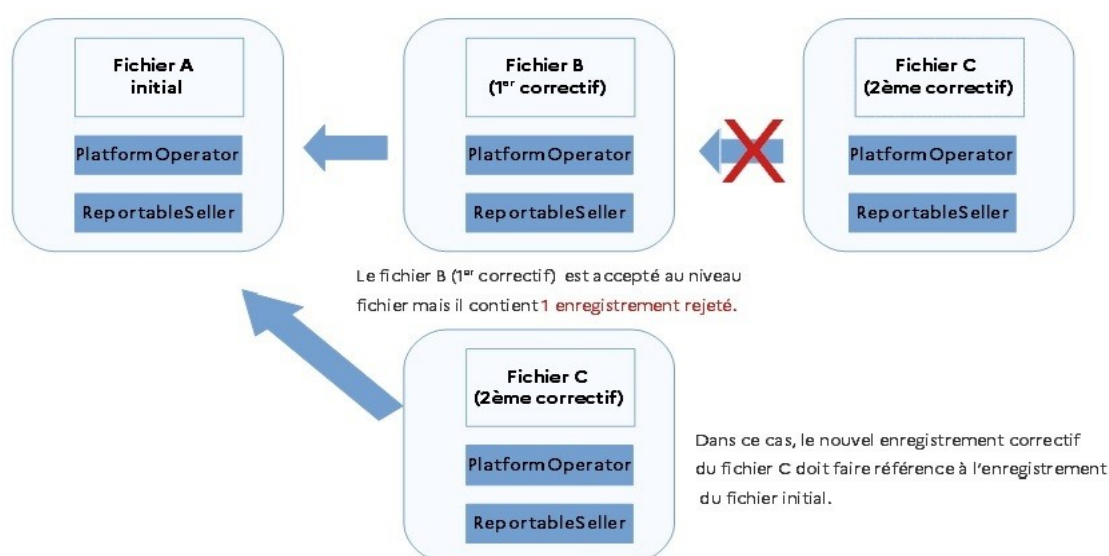 Fichier A
initial
PlatformOperator
ReportableSeller
Fichier B
(1er correctif)
PlatformOperator
ReportableSeller
Fichier C
(2ème correctif)
PlatformOperator
ReportableSeller
Le fichier B (1er correctif) est accepté au niveau
fichier mais il contient 1 enregistrement rejeté.
Fichier C
(2ème correctif)
PlatformOperator
ReportableSeller
Dans ce cas, le nouvel enregistrement correctif
du fichier C doit faire référence à l'enregistrement
du fichier initial.